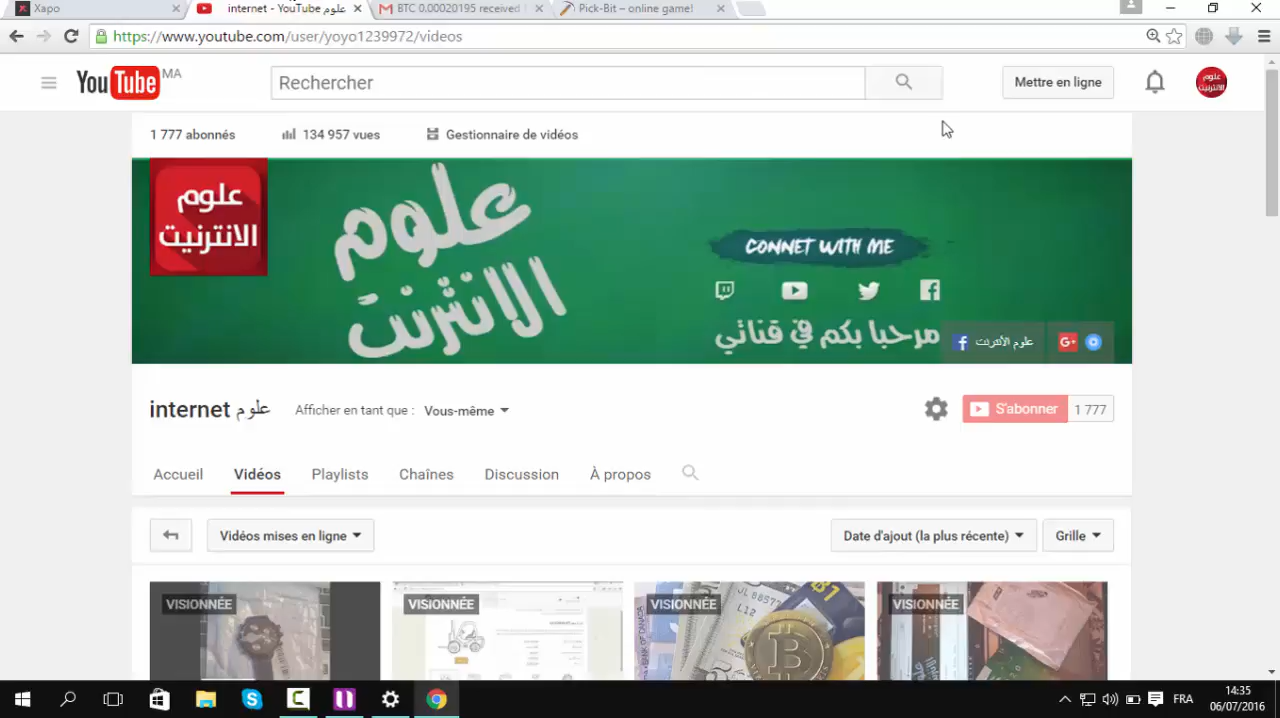 Xapo
internet - YouTube علوم
BTC 0.00020195 received !
Pick-Bit – online game!
https://www.youtube.com/user/yoyo1239972/videos
YouTube MA
Rechercher
Mettre en ligne
علوم الانترنيت
1 777 abonnés
134 957 vues
Gestionnaire de vidéos
علوم
الانترنيت
علوم
الانترنت
CONNET WITH ME
مرحبا بكم في قناتي
علوم الأنترنت
G+
internet علوم
Afficher en tant que : Vous-même
S'abonner 1 777
Accueil
Vidéos
Playlists
Chaînes
Discussion
À propos
Vidéos mises en ligne
Date d'ajout (la plus récente)
Grille
VISIONNÉE
VISIONNÉE
VISIONNÉE
VISIONNÉE
FRA
14:35
06/07/2016